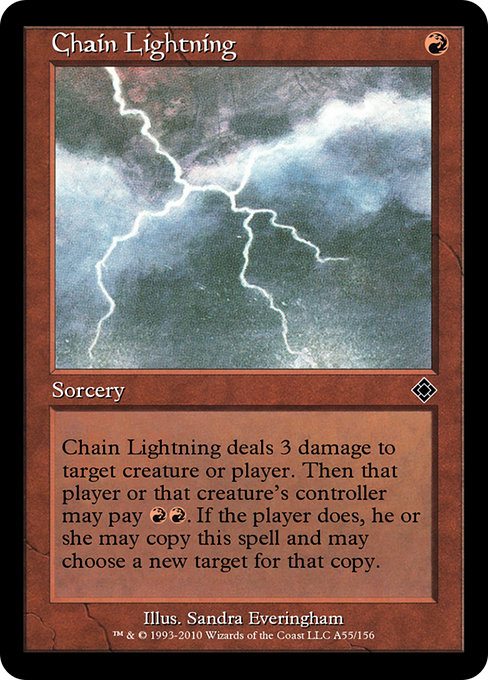 Chain Lightning
Sorcery
Chain Lightning deals 3 damage to
target creature or player. Then that
player or that creature's controller
may pay . If the player does, he or
she may copy this spell and may
choose a new target for that copy.
Illus. Sandra Everingham
™ & © 1993-2010 Wizards of the Coast LLC A55/156